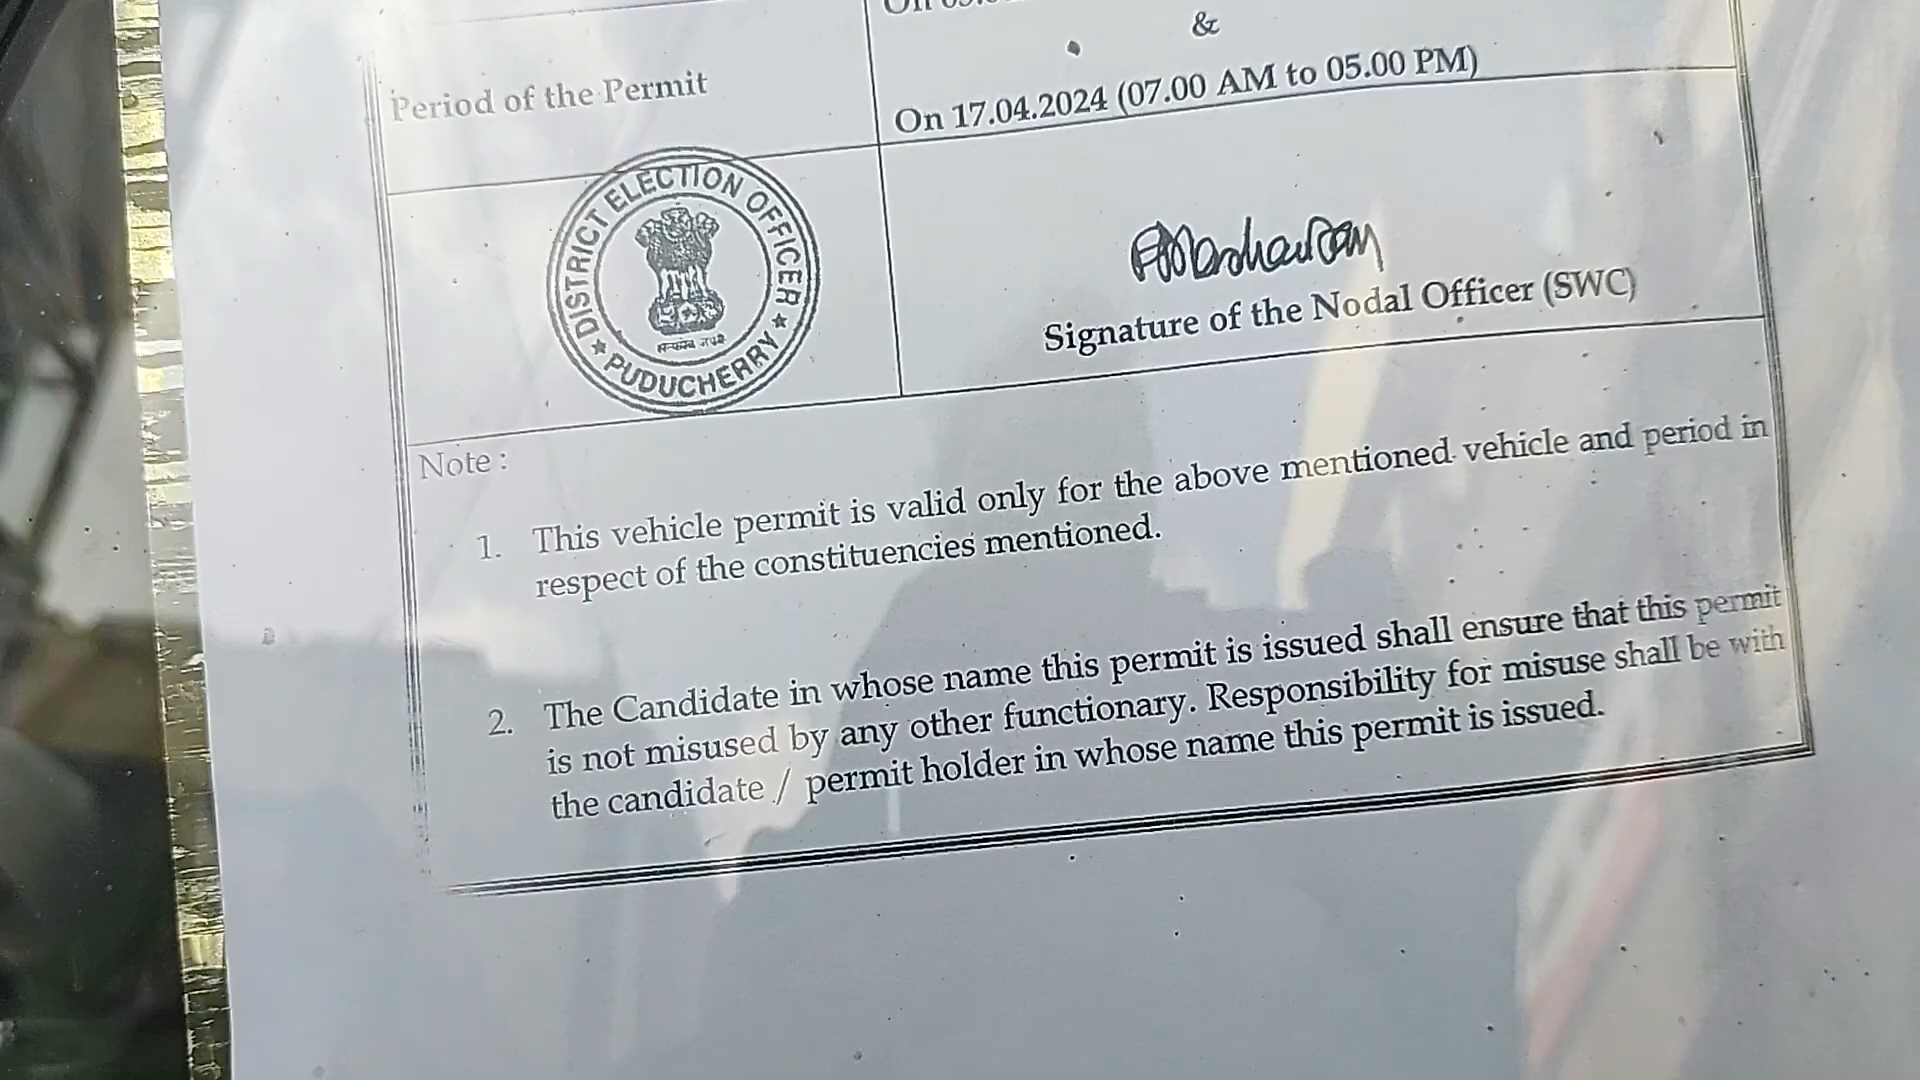 &
Period of the Permit
On 17.04.2024 (07.00 AM to 05.00 PM)
DISTRICT ELECTION OFFICER
★ PUDUCHERRY ★
Signature of the Nodal Officer (SWC)
Note :
1. This vehicle permit is valid only for the above mentioned vehicle and period in
respect of the constituencies mentioned.
2. The Candidate in whose name this permit is issued shall ensure that this permit
is not misused by any other functionary. Responsibility for misuse shall be with
the candidate / permit holder in whose name this permit is issued.